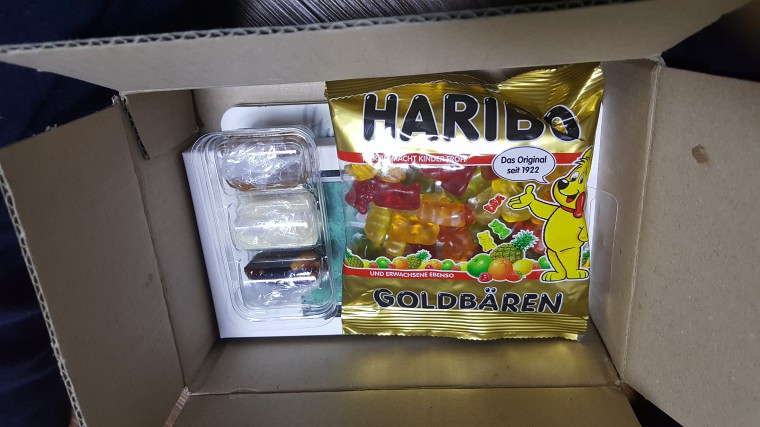 HARIBO
MACHT KINDER FROH
Das Original
seit 1922
UND ERWACHSENE EBENSO
GOLDBÄREN